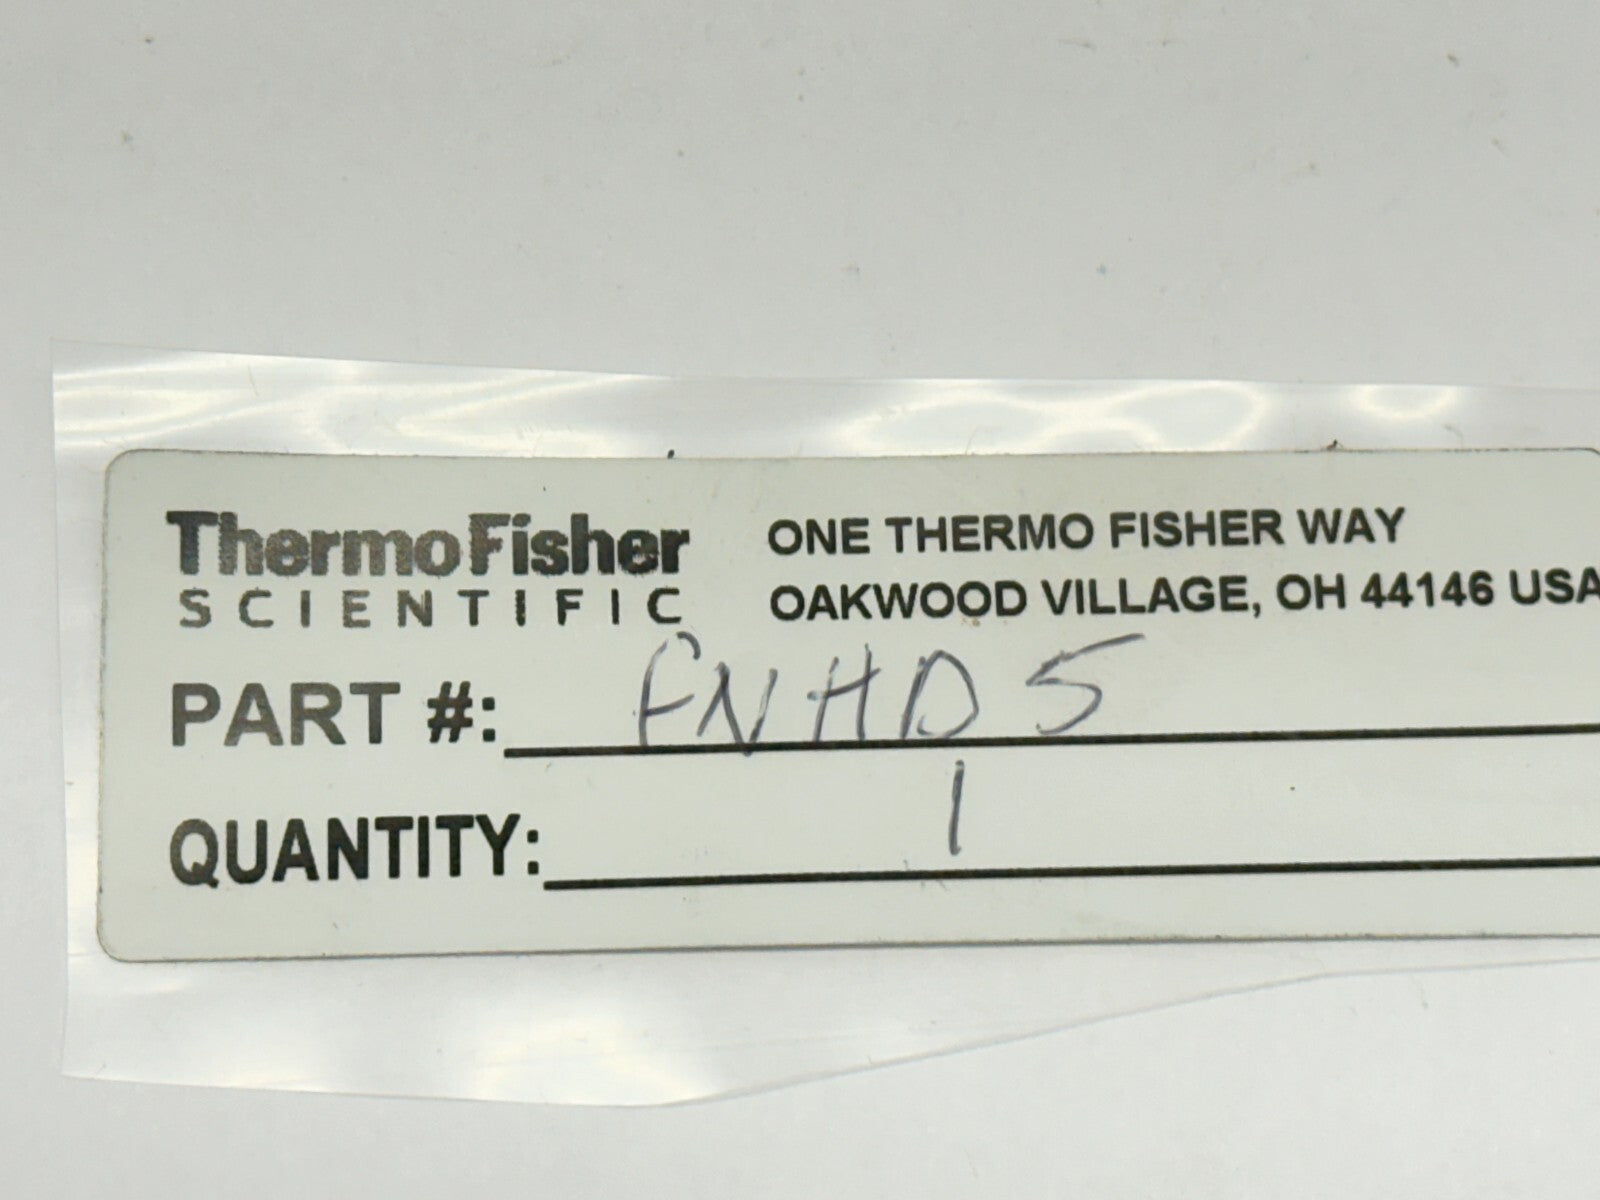 ThermoFisher
SCIENTIFIC
ONE THERMO FISHER WAY
OAKWOOD VILLAGE, OH 44146 USA
PART #: FNHD5
QUANTITY: 1